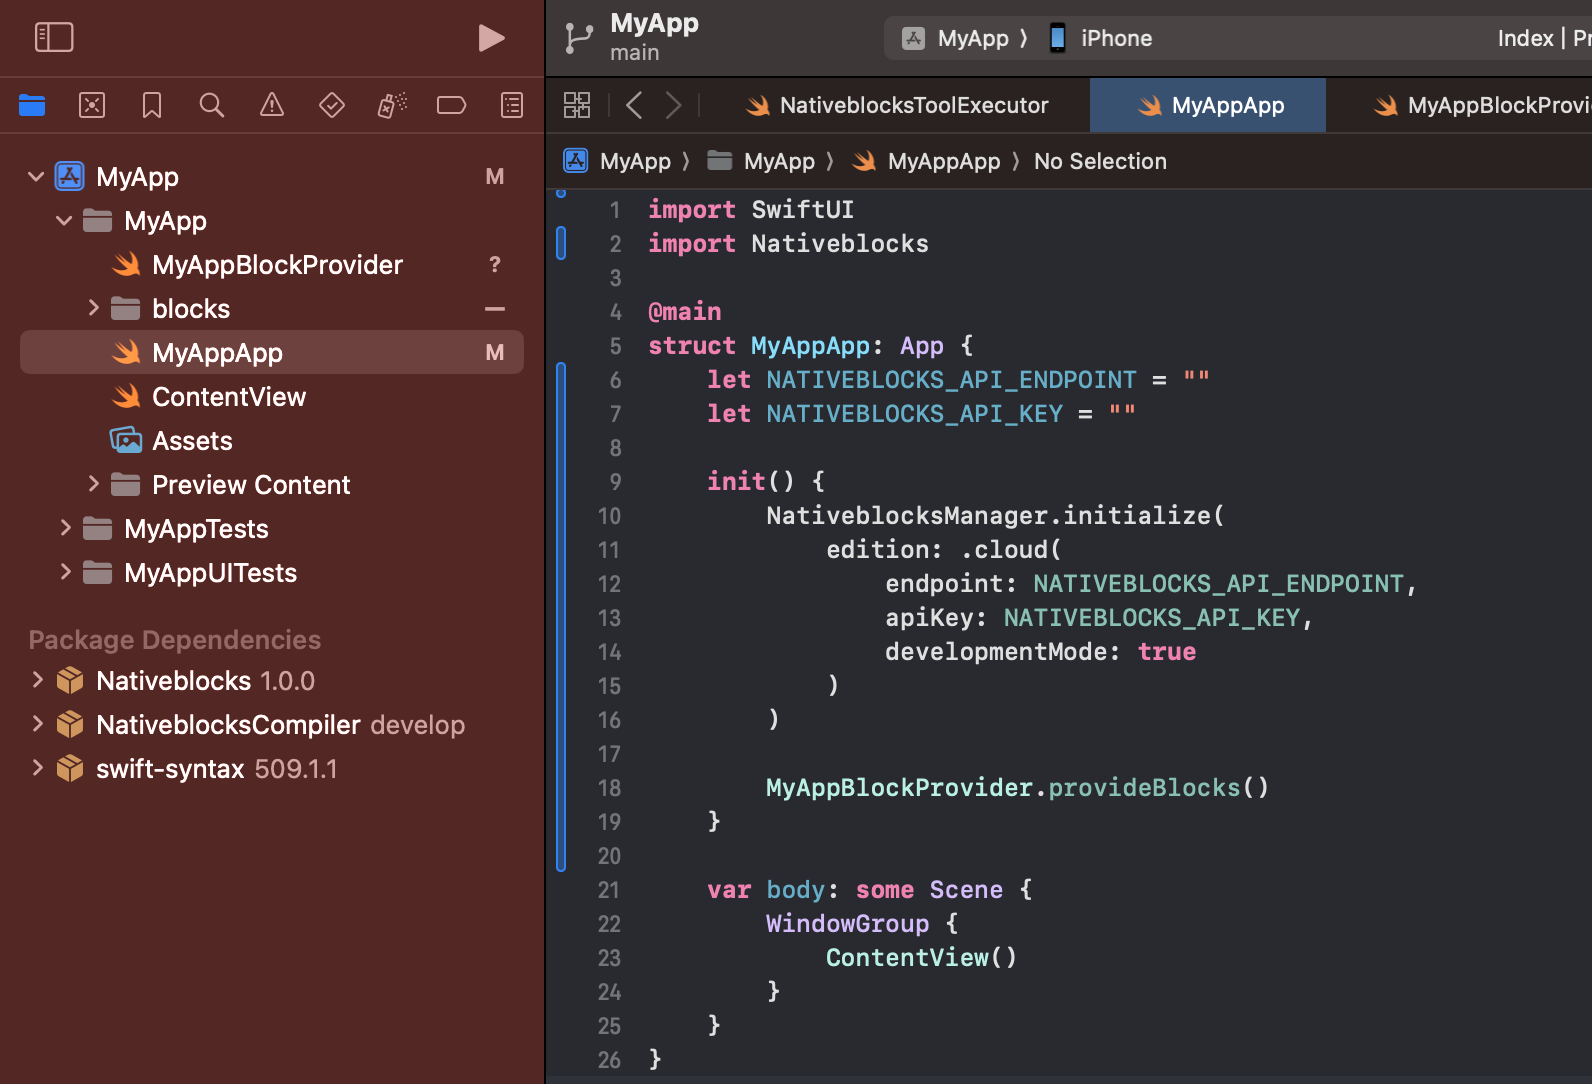 MyApp
main
MyApp ⟩ iPhone
Index | Pr
NativeblocksToolExecutor
MyAppApp
MyAppBlockProvi
MyApp ⟩ MyApp ⟩ MyAppApp ⟩ No Selection
MyApp M
MyApp
MyAppBlockProvider ?
blocks
MyAppApp M
ContentView
Assets
Preview Content
MyAppTests
MyAppUITests
Package Dependencies
Nativeblocks 1.0.0
NativeblocksCompiler develop
swift-syntax 509.1.1
1 import SwiftUI
2 import Nativeblocks
3
4 @main
5 struct MyAppApp: App {
6     let NATIVEBLOCKS_API_ENDPOINT = ""
7     let NATIVEBLOCKS_API_KEY = ""
8
9     init() {
10         NativeblocksManager.initialize(
11             edition: .cloud(
12                 endpoint: NATIVEBLOCKS_API_ENDPOINT,
13                 apiKey: NATIVEBLOCKS_API_KEY,
14                 developmentMode: true
15             )
16         )
17
18         MyAppBlockProvider.provideBlocks()
19     }
20
21     var body: some Scene {
22         WindowGroup {
23             ContentView()
24         }
25     }
26 }